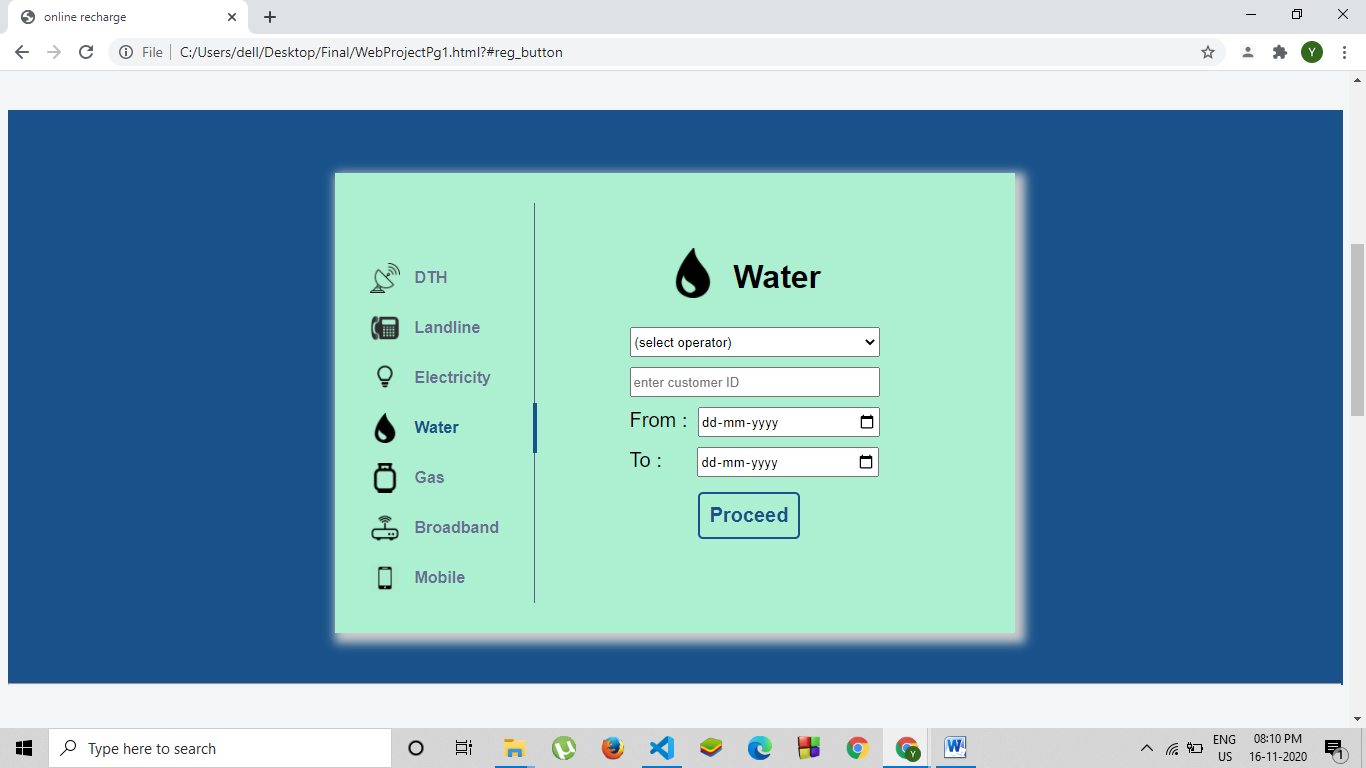 online recharge
File
C:/Users/dell/Desktop/Final/WebProjectPg1.html?#reg_button
Y
DTH
Landline
Electricity
Water
Gas
Broadband
Mobile
Water
(select operator)
enter customer ID
From : dd-mm-yyyy
To : dd-mm-yyyy
Proceed
Type here to search
Y
W
ENG
US
08:10 PM
16-11-2020
1